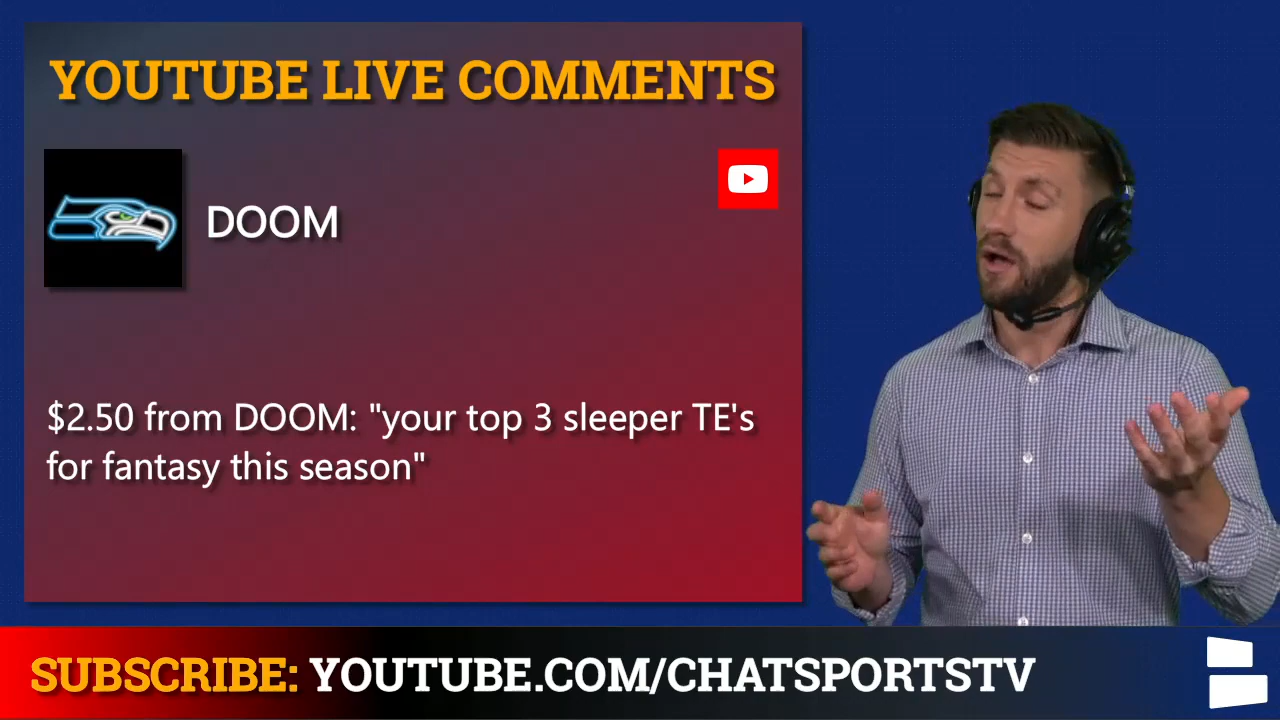 YOUTUBE LIVE COMMENTS
DOOM
$2.50 from DOOM: "your top 3 sleeper TE's
for fantasy this season"
SUBSCRIBE: YOUTUBE.COM/CHATSPORTSTV